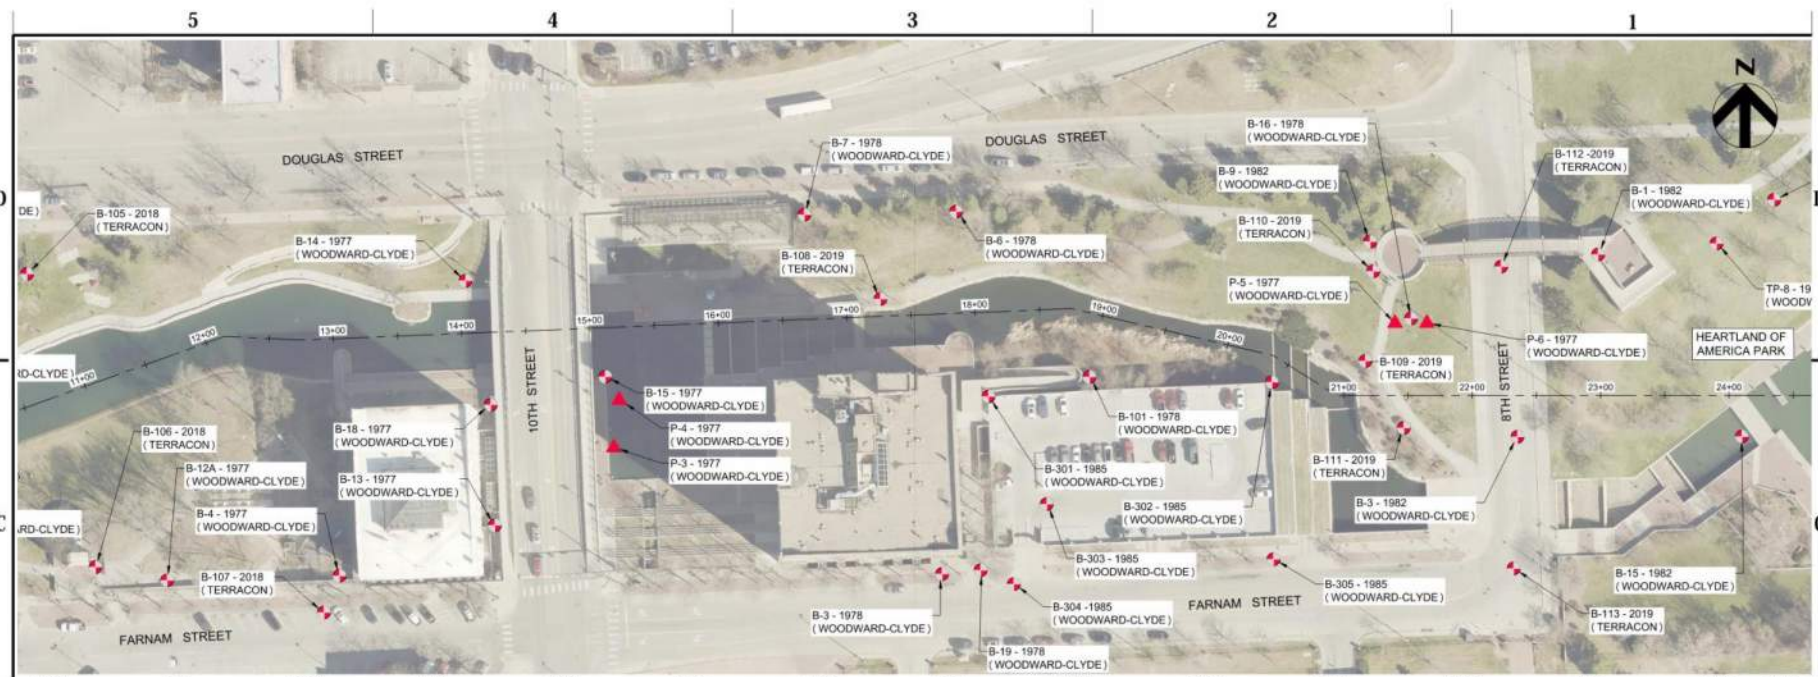 5 4 3 2 1
N
DOUGLAS STREET
DOUGLAS STREET
B-7 - 1978
(WOODWARD-CLYDE)
B-16 - 1978
(WOODWARD-CLYDE)
B-112 -2019
(TERRACON)
B-9 - 1982
(WOODWARD-CLYDE)
B-1 - 1982
(WOODWARD-CLYDE)
DE)
B-105 - 2018
(TERRACON)
B-14 - 1977
(WOODWARD-CLYDE)
B-6 - 1978
(WOODWARD-CLYDE)
B-110 - 2019
(TERRACON)
B-108 - 2019
(TERRACON)
P-5 - 1977
(WOODWARD-CLYDE)
TP-8 - 19
(WOODW
P-6 - 1977
(WOODWARD-CLYDE)
HEARTLAND OF
AMERICA PARK
11+00 12+00 13+00 14+00 15+00 16+00 17+00 18+00 19+00 20+00 21+00 22+00 23+00 24+00
RD-CLYDE)
10TH STREET
8TH STREET
B-109 - 2019
(TERRACON)
B-15 - 1977
(WOODWARD-CLYDE)
P-4 - 1977
(WOODWARD-CLYDE)
P-3 - 1977
(WOODWARD-CLYDE)
B-101 - 1978
(WOODWARD-CLYDE)
B-18 - 1977
(WOODWARD-CLYDE)
B-106 - 2018
(TERRACON)
B-12A - 1977
(WOODWARD-CLYDE)
B-13 - 1977
(WOODWARD-CLYDE)
B-301 - 1985
(WOODWARD-CLYDE)
B-111 - 2019
(TERRACON)
B-302 - 1985
(WOODWARD-CLYDE)
B-3 - 1982
(WOODWARD-CLYDE)
C
ARD-CLYDE)
B-4 - 1977
(WOODWARD-CLYDE)
B-303 - 1985
(WOODWARD-CLYDE)
B-107 - 2018
(TERRACON)
B-15 - 1982
(WOODWARD-CLYDE)
B-305 - 1985
(WOODWARD-CLYDE)
B-3 - 1978
(WOODWARD-CLYDE)
B-304 -1985
(WOODWARD-CLYDE)
FARNAM STREET
B-113 - 2019
(TERRACON)
FARNAM STREET
B-19 - 1978
(WOODWARD-CLYDE)